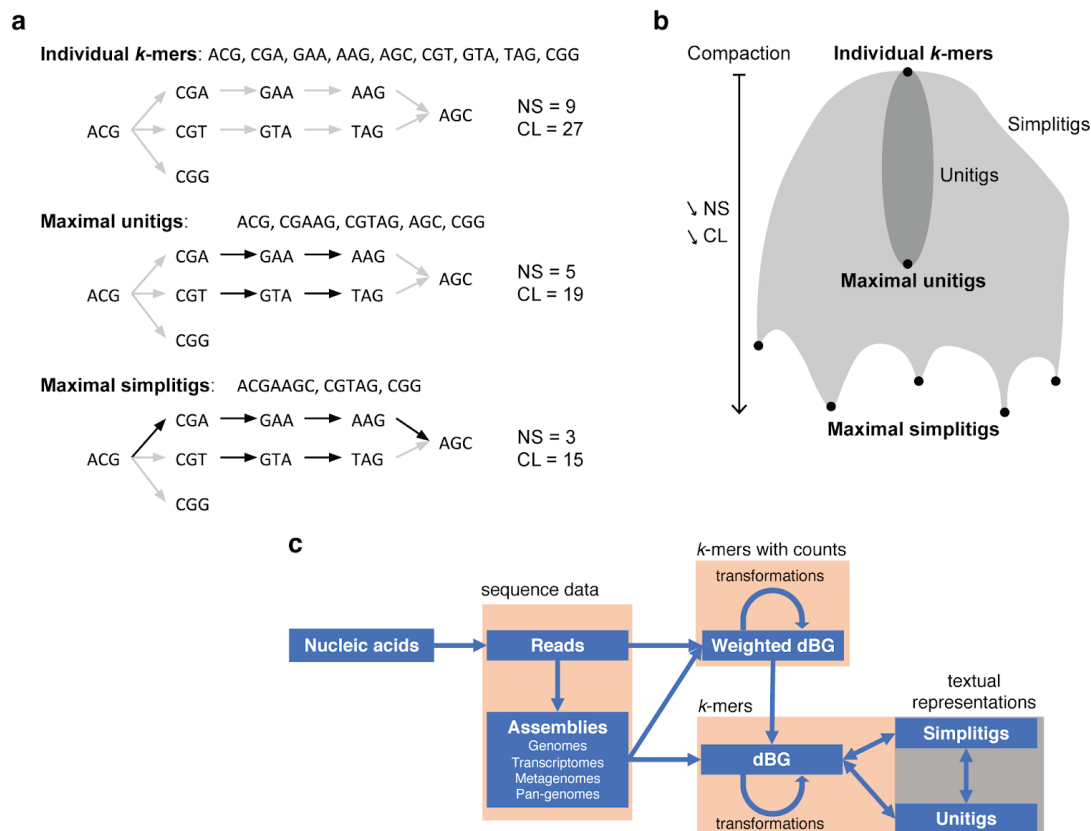 a
Individual k-mers: ACG, CGA, GAA, AAG, AGC, CGT, GTA, TAG, CGG
CGA GAA AAG
ACG CGT GTA TAG AGC
CGG
NS = 9
CL = 27
Maximal unitigs: ACG, CGAAG, CGTAG, AGC, CGG
CGA GAA AAG
ACG CGT GTA TAG AGC
CGG
NS = 5
CL = 19
Maximal simplitigs: ACGAAGC, CGTAG, CGG
CGA GAA AAG
ACG CGT GTA TAG AGC
CGG
NS = 3
CL = 15
b
Compaction
Individual k-mers
Simplitigs
Unitigs
↘ NS
↘ CL
Maximal unitigs
Maximal simplitigs
c
k-mers with counts
transformations
sequence data
Nucleic acids
Reads
Weighted dBG
textual
representations
k-mers
Assemblies
Genomes
Transcriptomes
Metagenomes
Pan-genomes
dBG
Simplitigs
transformations
Unitigs